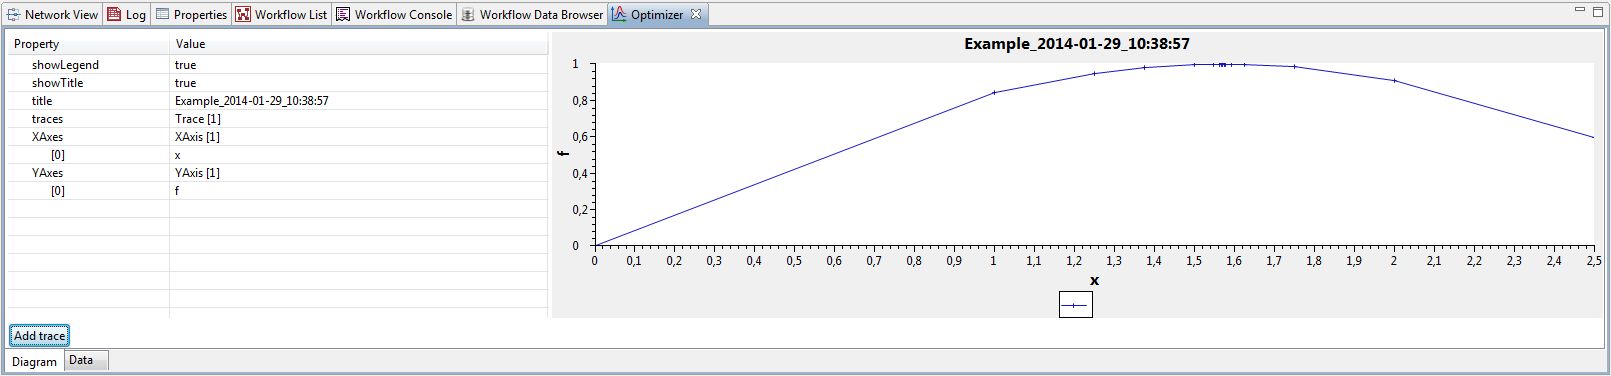 Network View Log Properties Workflow List Workflow Console Workflow Data Browser Optimizer
Property Value
showLegend true
showTitle true
title Example_2014-01-29_10:38:57
traces Trace [1]
XAxes XAxis [1]
[0] x
YAxes YAxis [1]
[0] f
Add trace
Diagram Data
Example_2014-01-29_10:38:57
1
0,8
0,6
0,4
0,2
0
f
0 0,1 0,2 0,3 0,4 0,5 0,6 0,7 0,8 0,9 1 1,1 1,2 1,3 1,4 1,5 1,6 1,7 1,8 1,9 2 2,1 2,2 2,3 2,4 2,5
x